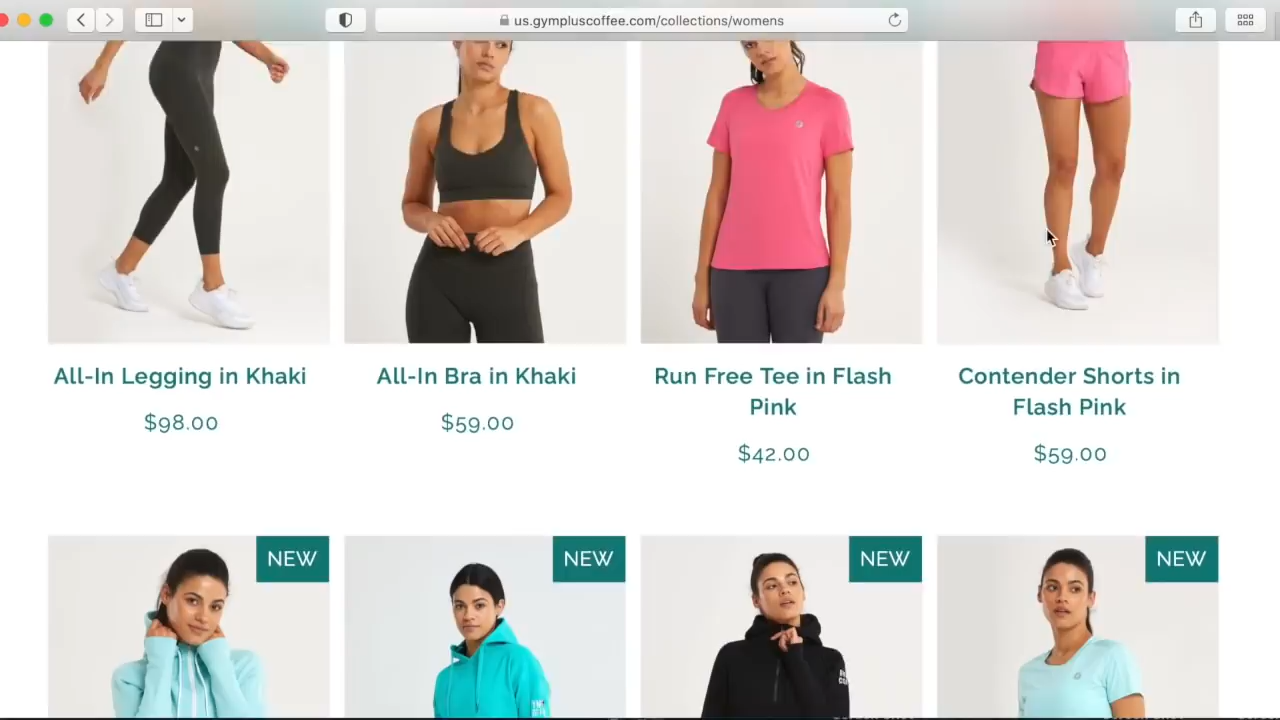 us.gympluscoffee.com/collections/womens
All-In Legging in Khaki
$98.00
All-In Bra in Khaki
$59.00
Run Free Tee in Flash
Pink
$42.00
Contender Shorts in
Flash Pink
$59.00
NEW
NEW
NEW
NEW